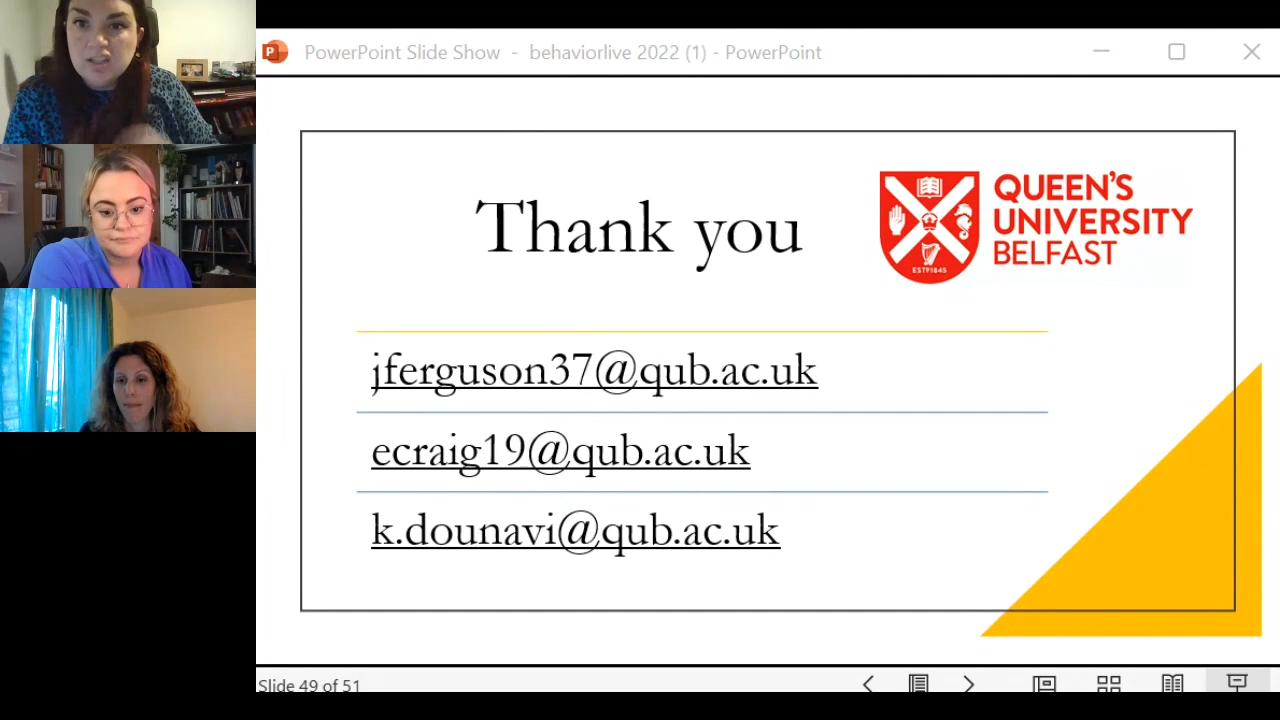 PowerPoint Slide Show - behaviorlive 2022 (1) - PowerPoint
Thank you
QUEEN'S
UNIVERSITY
BELFAST
EST1845
jferguson37@qub.ac.uk
ecraig19@qub.ac.uk
k.dounavi@qub.ac.uk
Slide 49 of 51